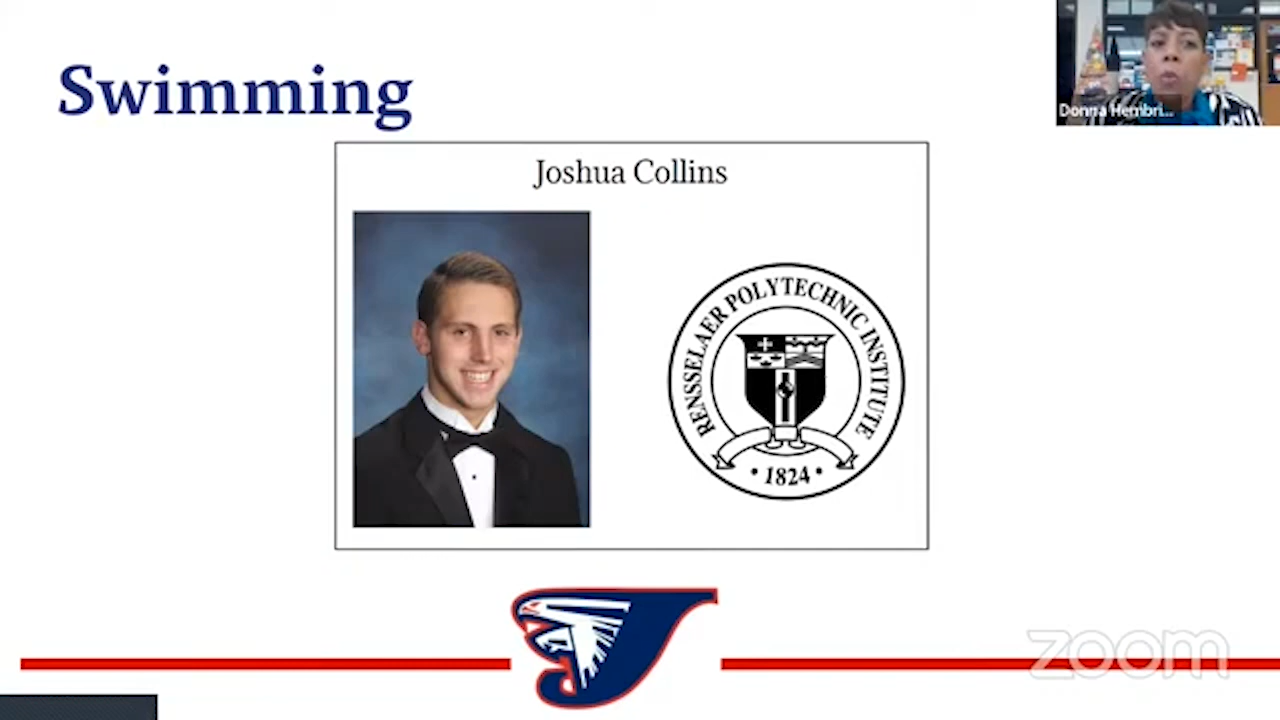 Swimming
Donna Hembri...
Joshua Collins
RENSSELAER POLYTECHNIC INSTITUTE
• 1824 •
zoom